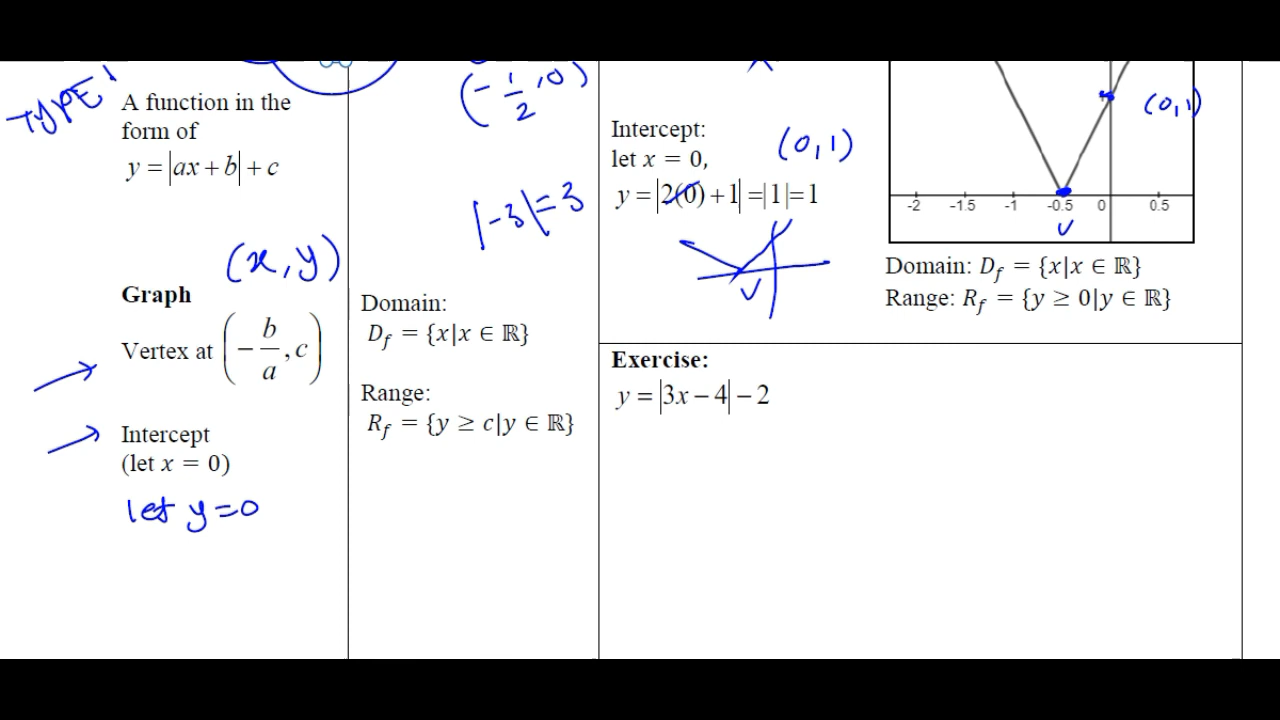 TYPE 1
A function in the
form of
y = |ax + b| + c
(x, y)
Graph
Vertex at (-b/a, c)
Intercept
(let x = 0)
let y = 0
(-1/2, 0)
|-3| = 3
Domain:
D_f = {x|x ∈ ℝ}
Range:
R_f = {y ≥ c|y ∈ ℝ}
Intercept:
let x = 0,
(0, 1)
y = |2(0) + 1| = |1| = 1
V
(0, 1)
-2 -1.5 -1 -0.5 0 0.5
V
Domain: D_f = {x|x ∈ ℝ}
Range: R_f = {y ≥ 0|y ∈ ℝ}
Exercise:
y = |3x − 4| − 2